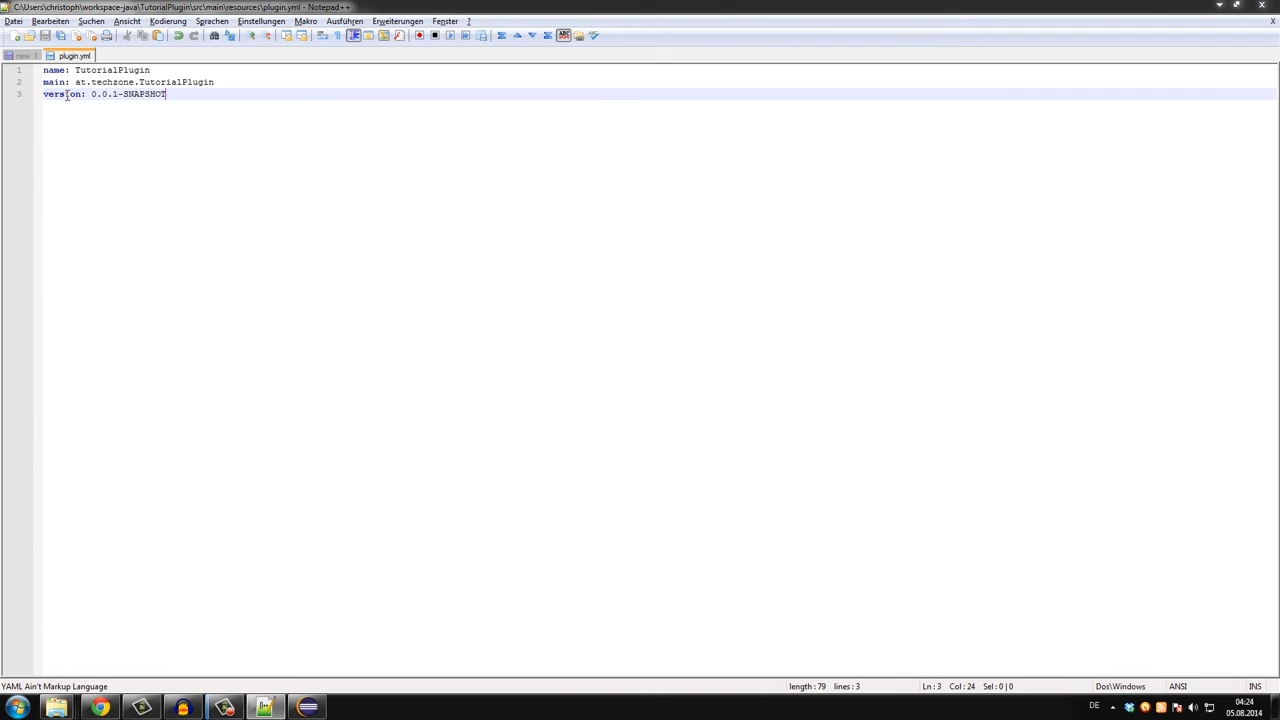 C:\Users\christoph\workspace-java\TutorialPlugin\src\main\resources\plugin.yml - Notepad++
Datei Bearbeiten Suchen Ansicht Kodierung Sprachen Einstellungen Makro Ausführen Erweiterungen Fenster ? X
new 1 plugin.yml
1 name: TutorialPlugin
2 main: at.techzone.TutorialPlugin
3 version: 0.0.1-SNAPSHOT
YAML Ain't Markup Language length : 79 lines : 3 Ln : 3 Col : 24 Sel : 0 | 0 Dos\Windows ANSI INS
DE 04:24
05.08.2014